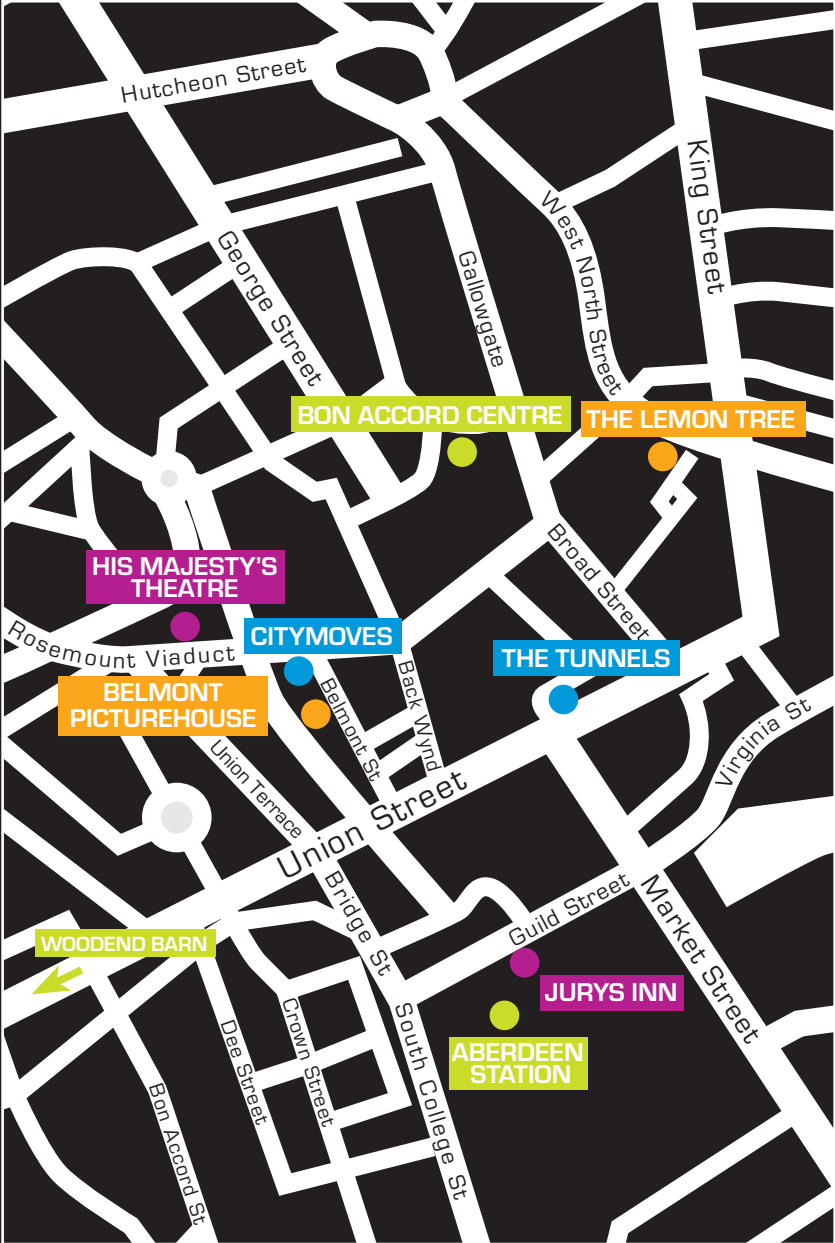 Hutcheon Street
King Street
West North Street
George Street
Gallowgate
BON ACCORD CENTRE
THE LEMON TREE
Broad Street
HIS MAJESTY'S
THEATRE
Rosemount Viaduct
CITYMOVES
THE TUNNELS
BELMONT
PICTUREHOUSE
Belmont St
Back Wynd
Union Terrace
Virginia St
Union Street
Bridge St
Guild Street
Market Street
WOODEND BARN
JURYS INN
ABERDEEN
STATION
Dee Street
Crown Street
South College St
Bon Accord St